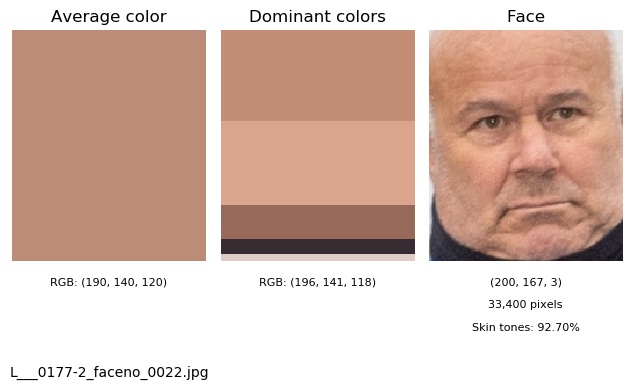 Average color
Dominant colors
Face
RGB: (190, 140, 120)
RGB: (196, 141, 118)
(200, 167, 3)
33,400 pixels
Skin tones: 92.70%
L___0177-2_faceno_0022.jpg